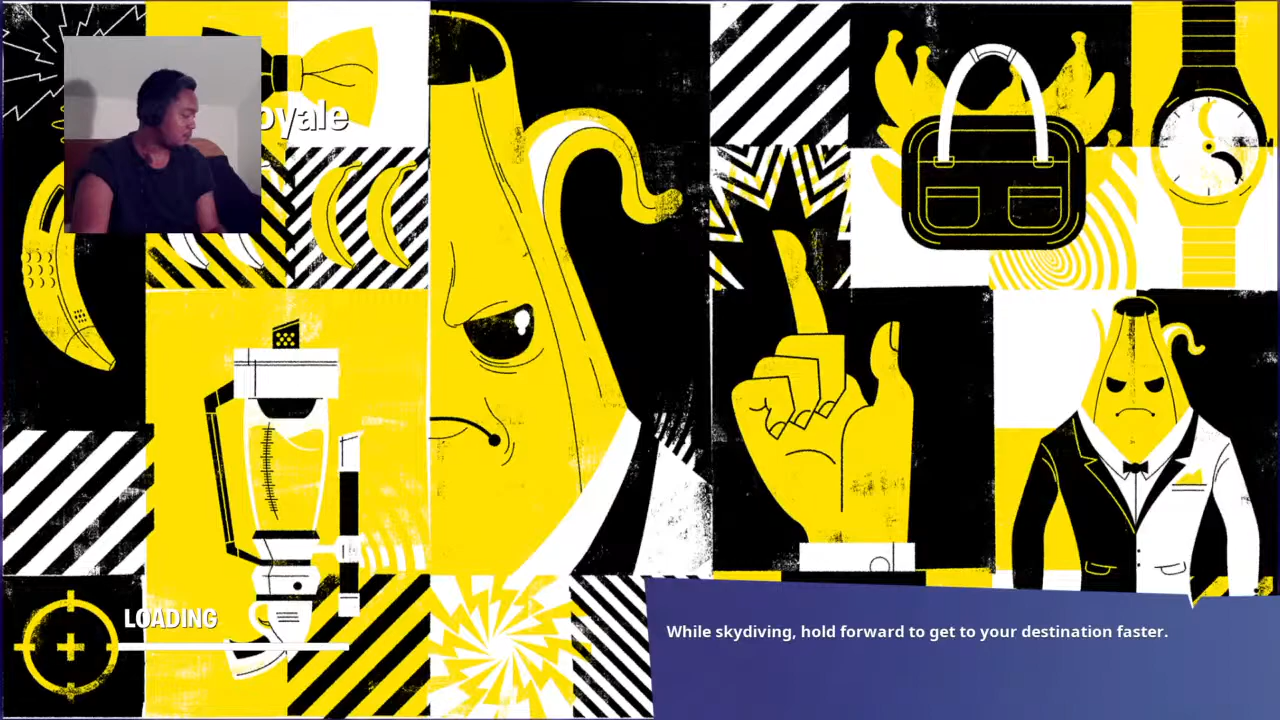 oyale
LOADING
While skydiving, hold forward to get to your destination faster.